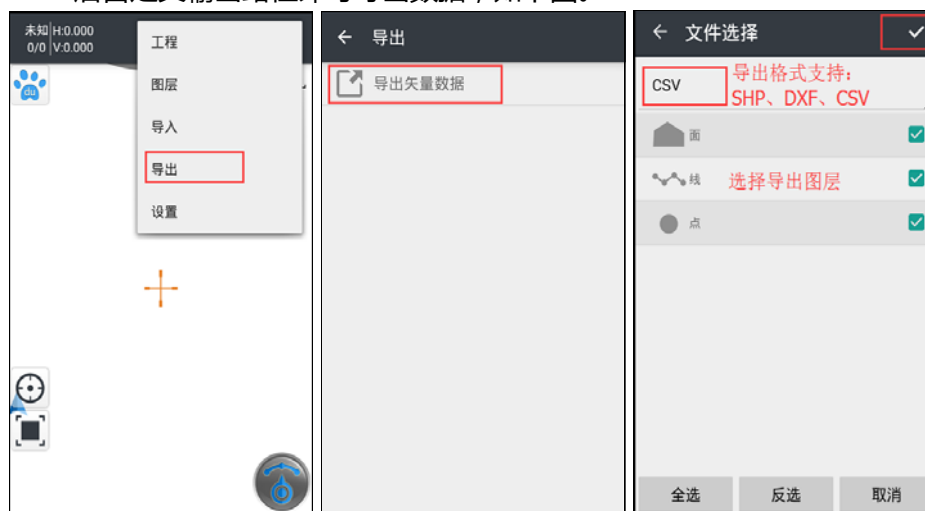 未知 H:0.000
0/0 V:0.000
du
工程
图层
导入
导出
设置
导出
导出矢量数据
文件选择
CSV
导出格式支持：
SHP、DXF、CSV
面
线
选择导出图层
点
全选
反选
取消